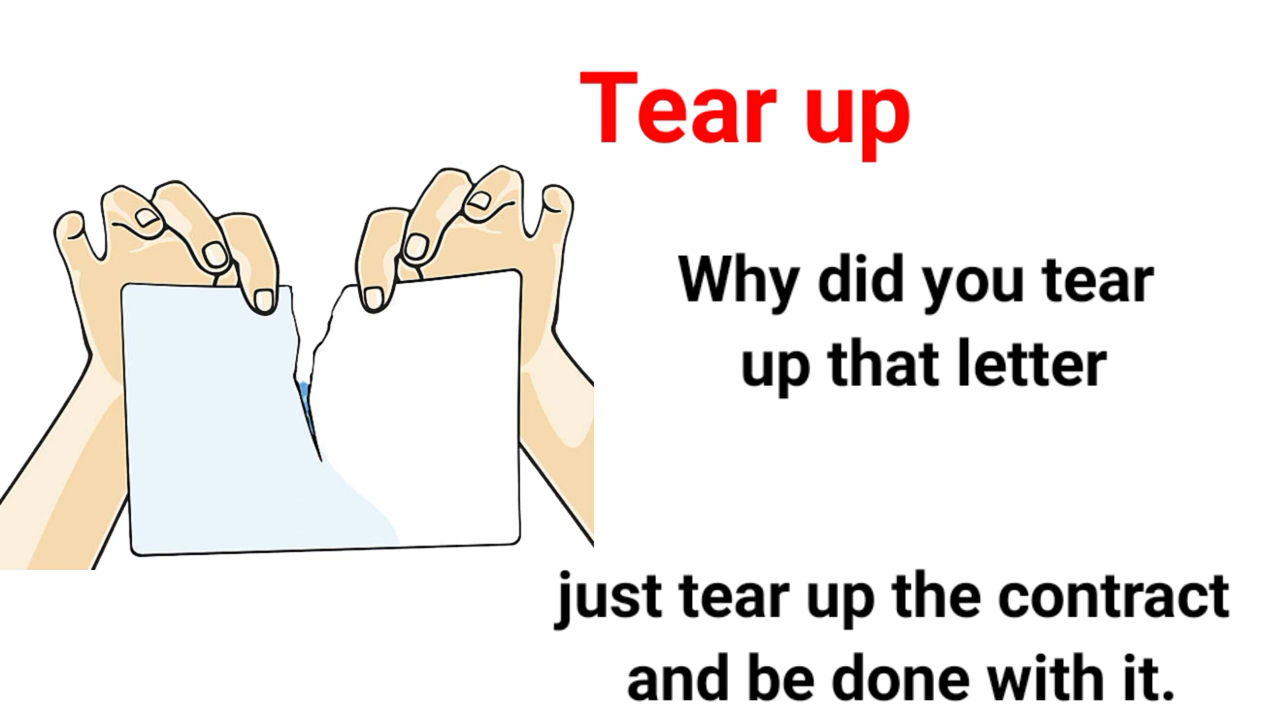 Tear up
Why did you tear
up that letter
just tear up the contract
and be done with it.